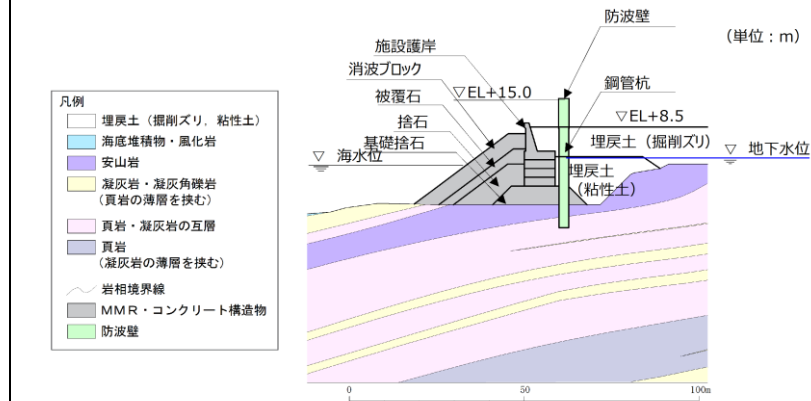 防波壁
(単位：m)
施設護岸
消波ブロック
鋼管杭
被覆石
▽EL+15.0
捨石
▽EL+8.5
基礎捨石
埋戻土（掘削ズリ）
▽ 海水位
▽ 地下水位
埋戻土
（粘性土）
凡例
埋戻土（掘削ズリ，粘性土）
海底堆積物・風化岩
安山岩
凝灰岩・凝灰角礫岩
(頁岩の薄層を挟む)
頁岩・凝灰岩の互層
頁岩
(凝灰岩の薄層を挟む)
岩相境界線
ＭＭＲ・コンクリート構造物
防波壁
0
50
100m